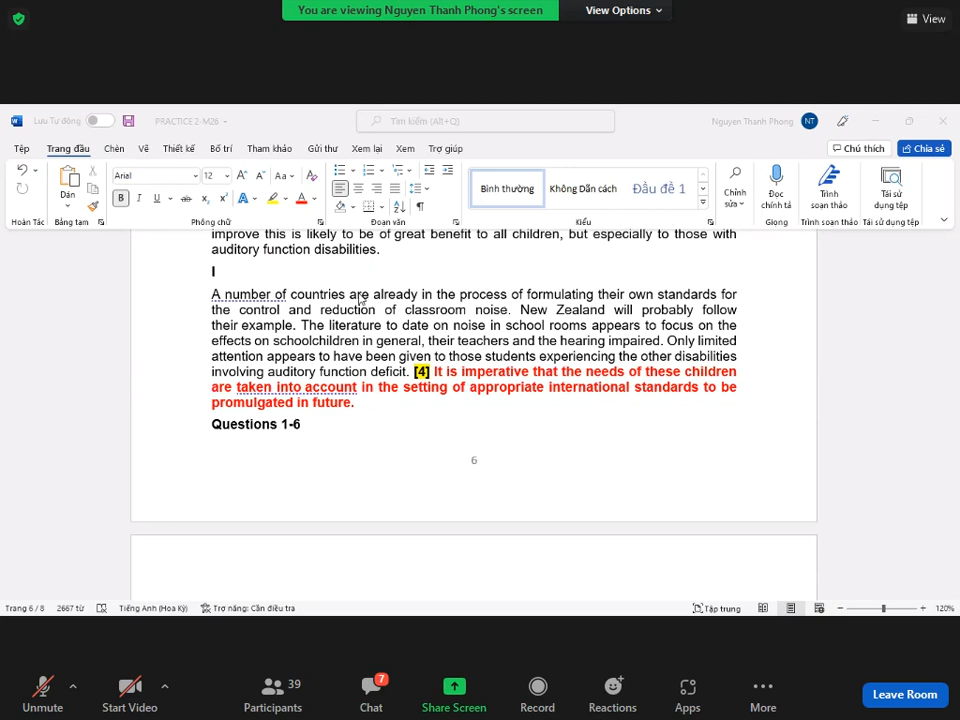 You are viewing Nguyen Thanh Phong's screen
View Options
View
Lưu Tự động
PRACTICE 2-M26
Tìm kiếm (Alt+Q)
Nguyen Thanh Phong
NT
Tệp
Trang đầu
Chèn
Vẽ
Thiết kế
Bố trí
Tham khảo
Gửi thư
Xem lại
Xem
Trợ giúp
Chú thích
Chia sẻ
Arial
12
Dán
Bình thường
Không Dãn cách
Đầu đề 1
Chỉnh sửa
Đọc chính tả
Trình soạn thảo
Tái sử dụng tệp
Hoàn Tác
Bảng tạm
Phông chữ
Đoạn văn
Kiểu
Giọng
Trình soạn thảo
Tái sử dụng tệp
improve this is likely to be of great benefit to all children, but especially to those with
auditory function disabilities.
I
A number of countries are already in the process of formulating their own standards for
the control and reduction of classroom noise. New Zealand will probably follow
their example. The literature to date on noise in school rooms appears to focus on the
effects on schoolchildren in general, their teachers and the hearing impaired. Only limited
attention appears to have been given to those students experiencing the other disabilities
involving auditory function deficit. [4] It is imperative that the needs of these children
are taken into account in the setting of appropriate international standards to be
promulgated in future.
Questions 1-6
6
Trang 6 / 8
2667 từ
Tiếng Anh (Hoa Kỳ)
Trợ năng: Cần điều tra
Tập trung
120%
Unmute
Start Video
39
Participants
7
Chat
Share Screen
Record
Reactions
Apps
More
Leave Room